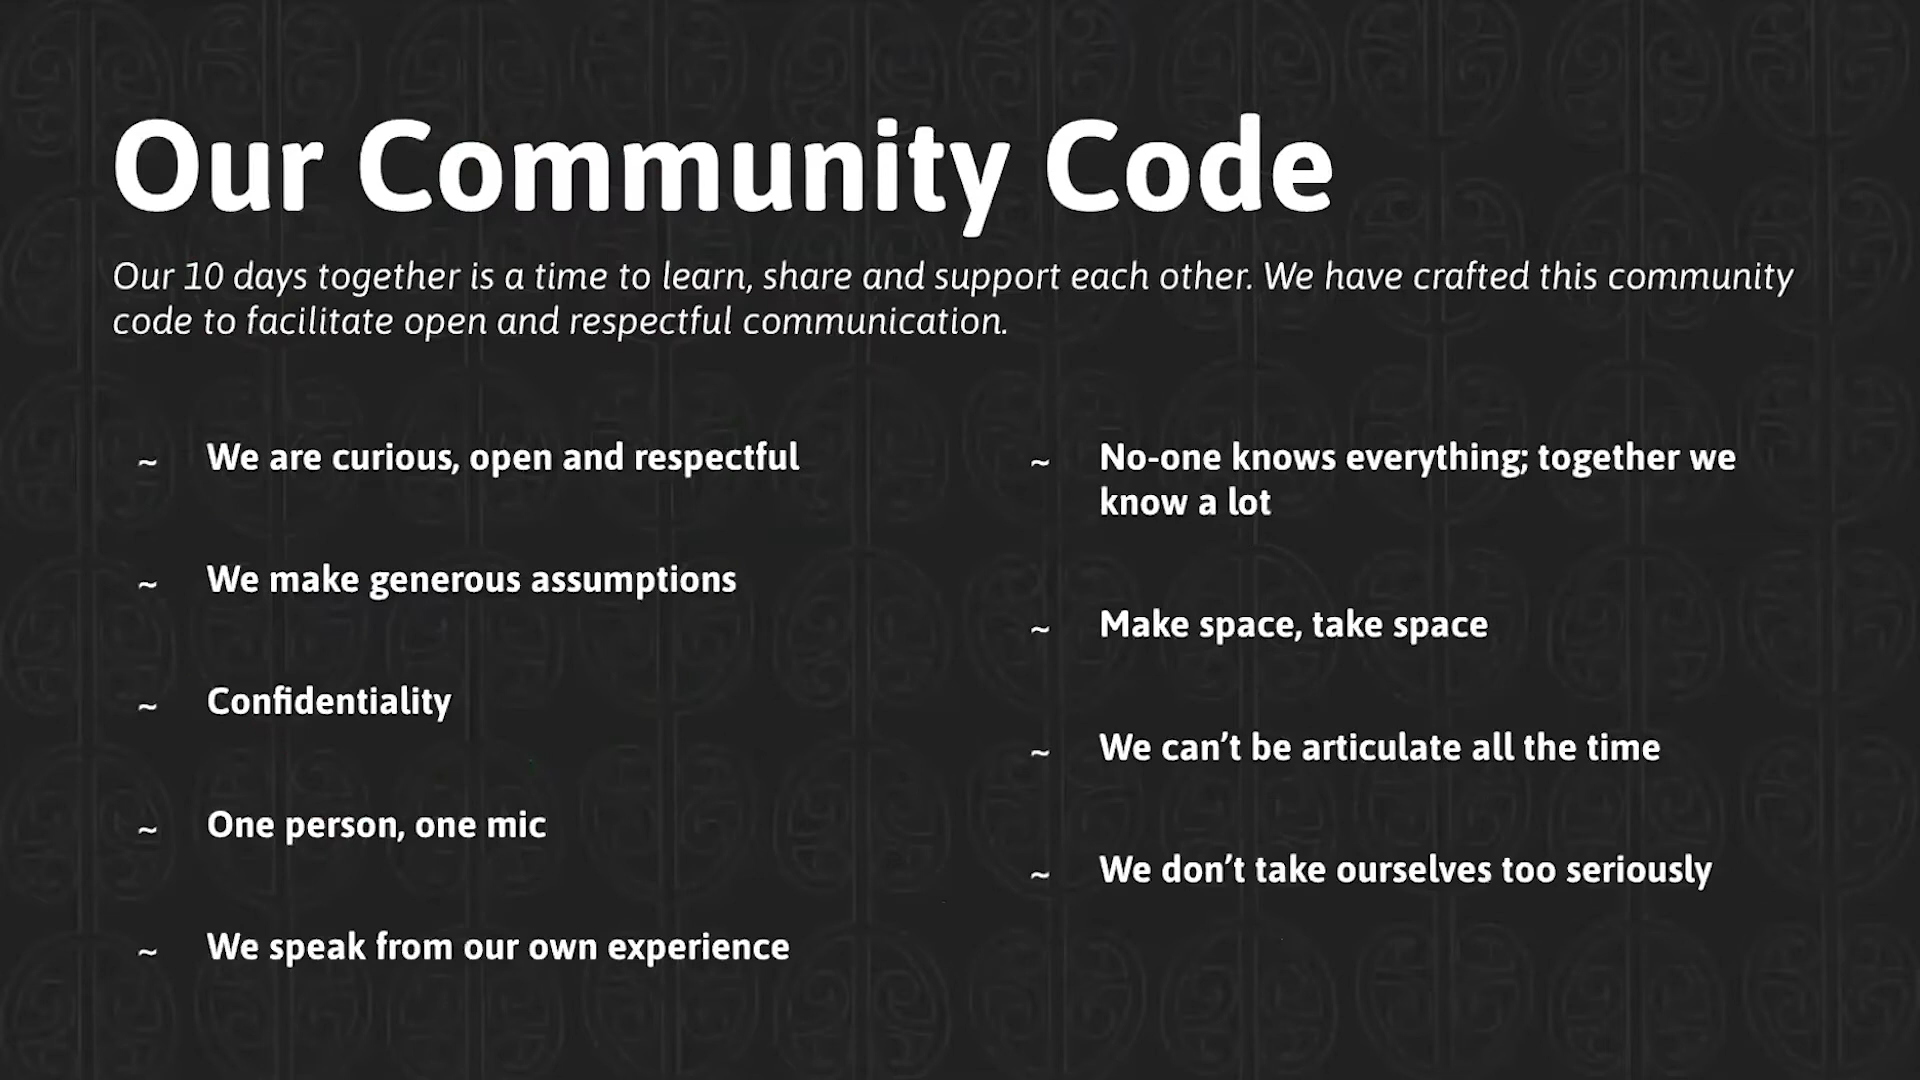 Our Community Code
Our 10 days together is a time to learn, share and support each other. We have crafted this community
code to facilitate open and respectful communication.
~ We are curious, open and respectful
~ We make generous assumptions
~ Confidentiality
~ One person, one mic
~ We speak from our own experience
~ No-one knows everything; together we
know a lot
~ Make space, take space
~ We can’t be articulate all the time
~ We don’t take ourselves too seriously